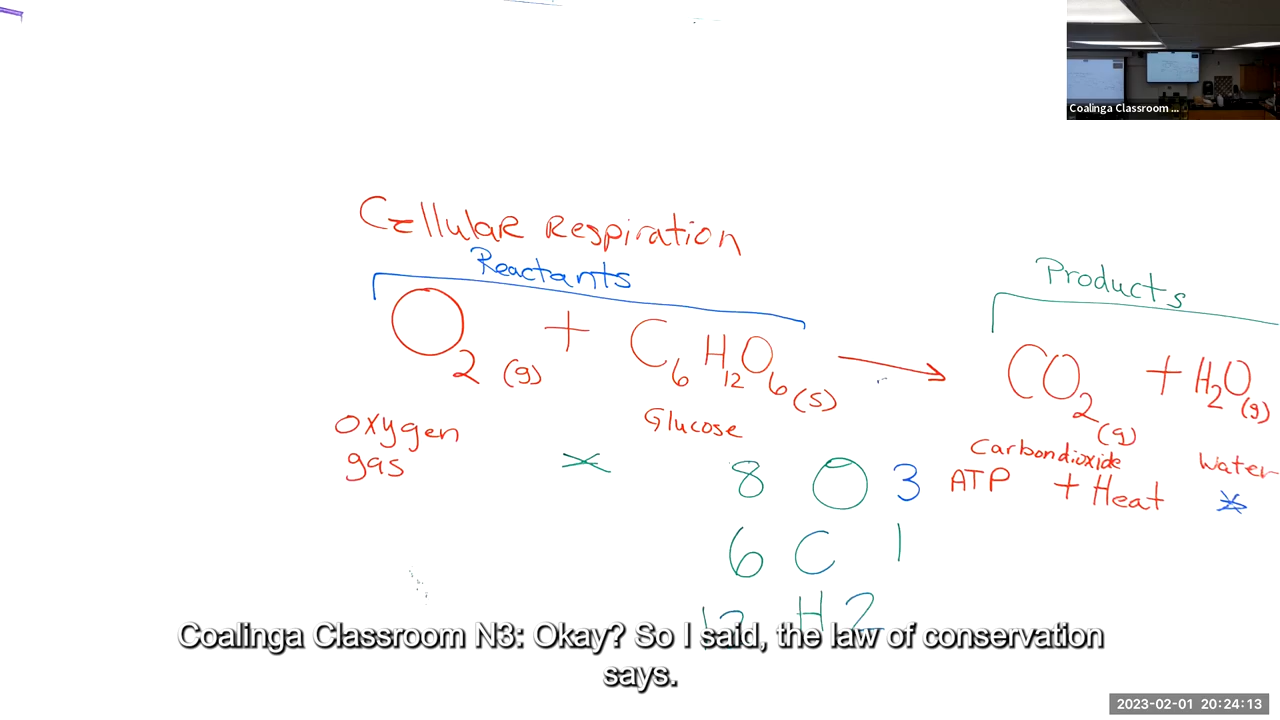 Coalinga Classroom ...
Cellular Respiration
Reactants
Products
O2 (g) + C6H12O6 (s) → CO2 (g) + H2O (g)
oxygen gas
Glucose
Carbondioxide
water
ATP + Heat
8 O 3
6 C 1
12 H 2
Coalinga Classroom N3: Okay? So I said, the law of conservation
says.
2023-02-01 20:24:13